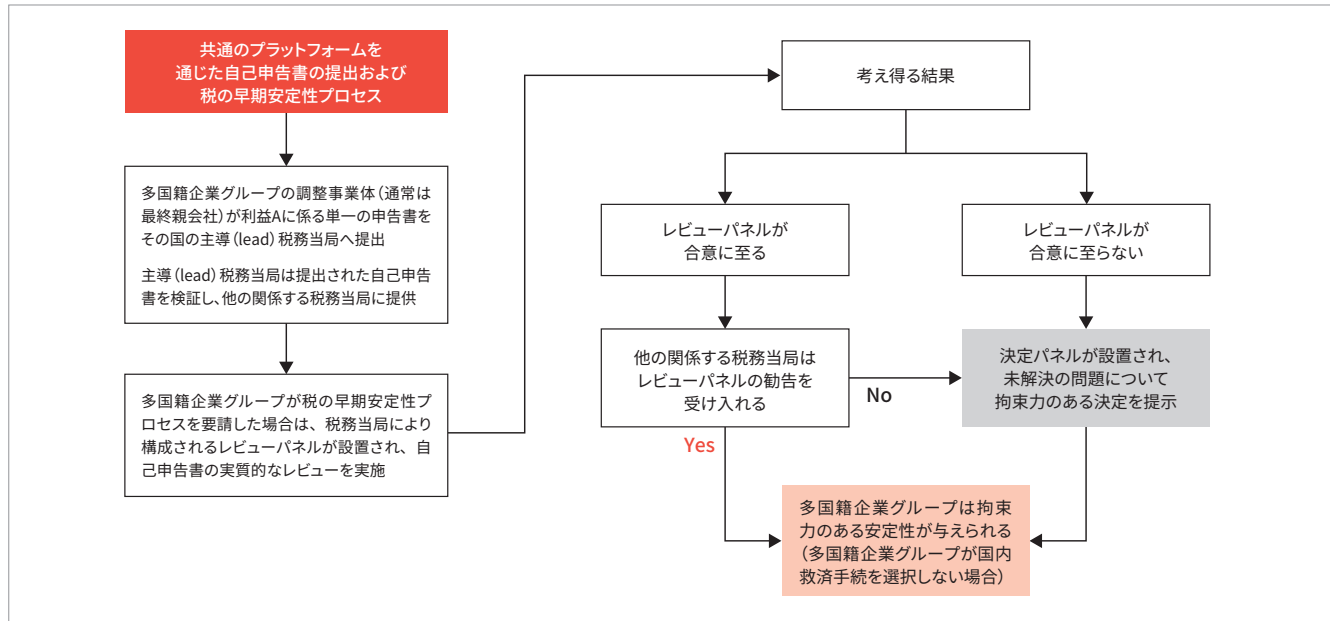 共通のプラットフォームを
通じた自己申告書の提出および
税の早期安定性プロセス
多国籍企業グループの調整事業体（通常は
最終親会社）が利益Aに係る単一の申告書を
その国の主導（lead）税務当局へ提出
主導（lead）税務当局は提出された自己申告
書を検証し、他の関係する税務当局に提供
多国籍企業グループが税の早期安定性プ
ロセスを要請した場合は、税務当局により
構成されるレビューパネルが設置され、自
己申告書の実質的なレビューを実施
考え得る結果
レビューパネルが
合意に至る
レビューパネルが
合意に至らない
他の関係する税務当局は
レビューパネルの勧告を
受け入れる
No
Yes
決定パネルが設置され、
未解決の問題について
拘束力のある決定を提示
多国籍企業グループは拘束
力のある安定性が与えられる
（多国籍企業グループが国内
救済手続を選択しない場合）